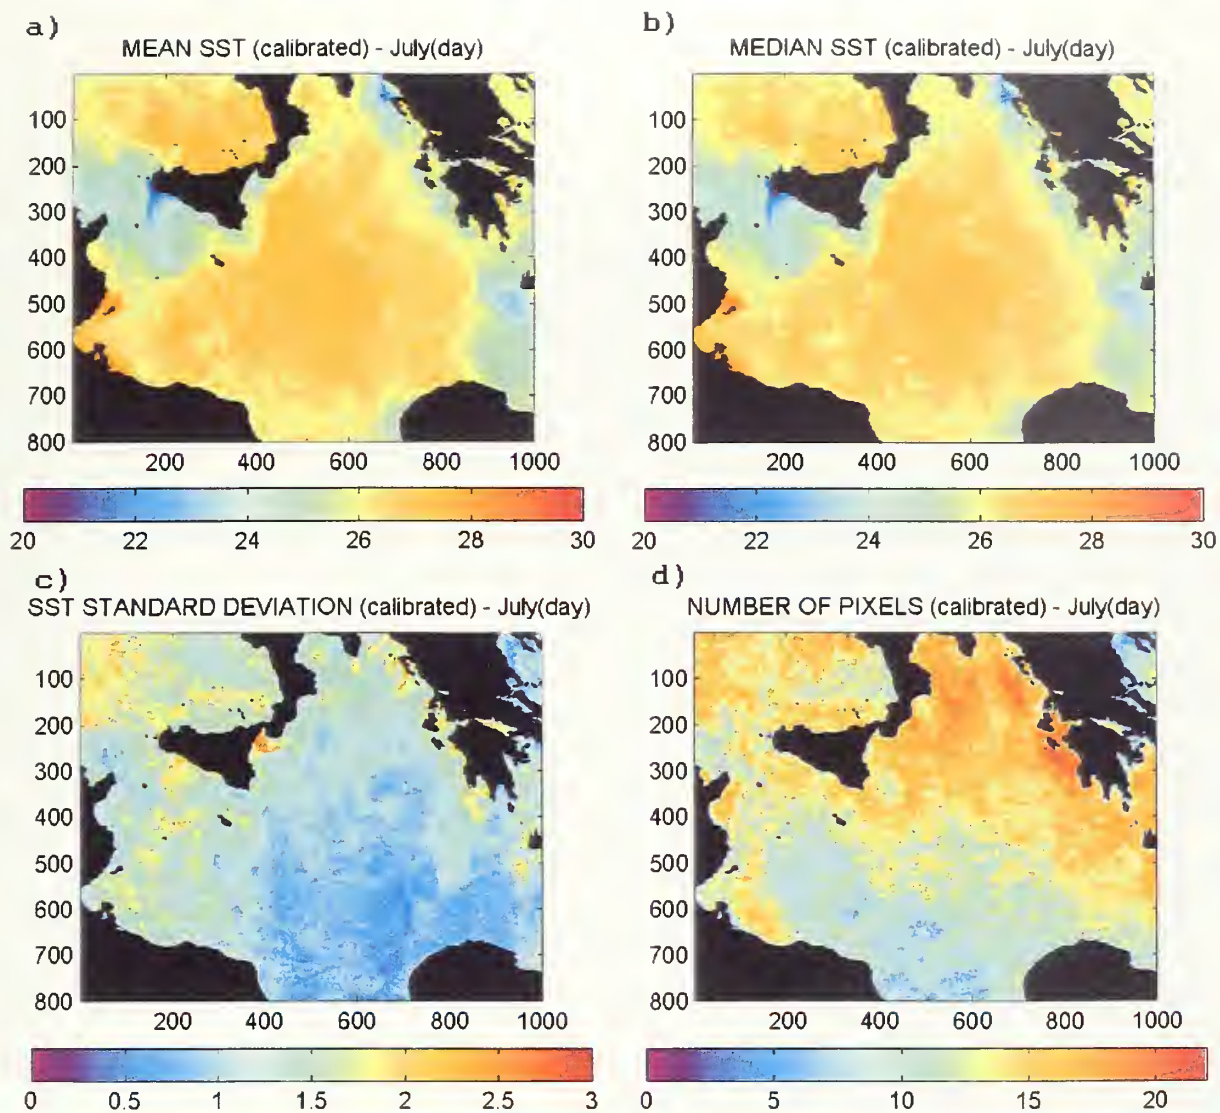 a)
MEAN SST (calibrated) - July(day)
100
200
300
400
500
600
700
800
200 400 600 800 1000
20 22 24 26 28 30
b)
MEDIAN SST (calibrated) - July(day)
100
200
300
400
500
600
700
800
200 400 600 800 1000
20 22 24 26 28 30
c)
SST STANDARD DEVIATION (calibrated) - July(day)
100
200
300
400
500
600
700
800
200 400 600 800 1000
0 0.5 1 1.5 2 2.5 3
d)
NUMBER OF PIXELS (calibrated) - July(day)
100
200
300
400
500
600
700
800
200 400 600 800 1000
0 5 10 15 20